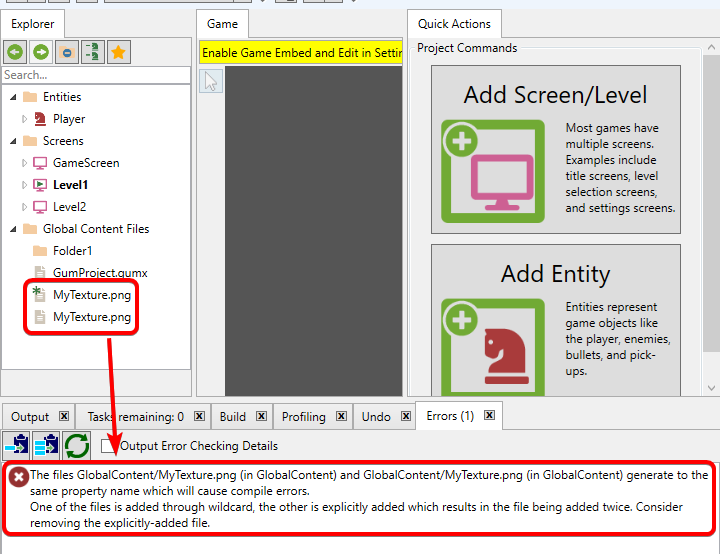 Explorer
Game
Quick Actions
Search...
Enable Game Embed and Edit in Settin
Project Commands
Entities
Player
Screens
GameScreen
Level1
Level2
Global Content Files
Folder1
GumProject.gumx
MyTexture.png
MyTexture.png
Add Screen/Level
Most games have
multiple screens.
Examples include
title screens, level
selection screens,
and settings screens.
Add Entity
Entities represent
game objects like
the player, enemies,
bullets, and pick-
ups.
Output
Tasks remaining: 0
Build
Profiling
Undo
Errors (1)
Output Error Checking Details
The files GlobalContent/MyTexture.png (in GlobalContent) and GlobalContent/MyTexture.png (in GlobalContent) generate to the
same property name which will cause compile errors.
One of the files is added through wildcard, the other is explicitly added which results in the file being added twice. Consider
removing the explicitly-added file.